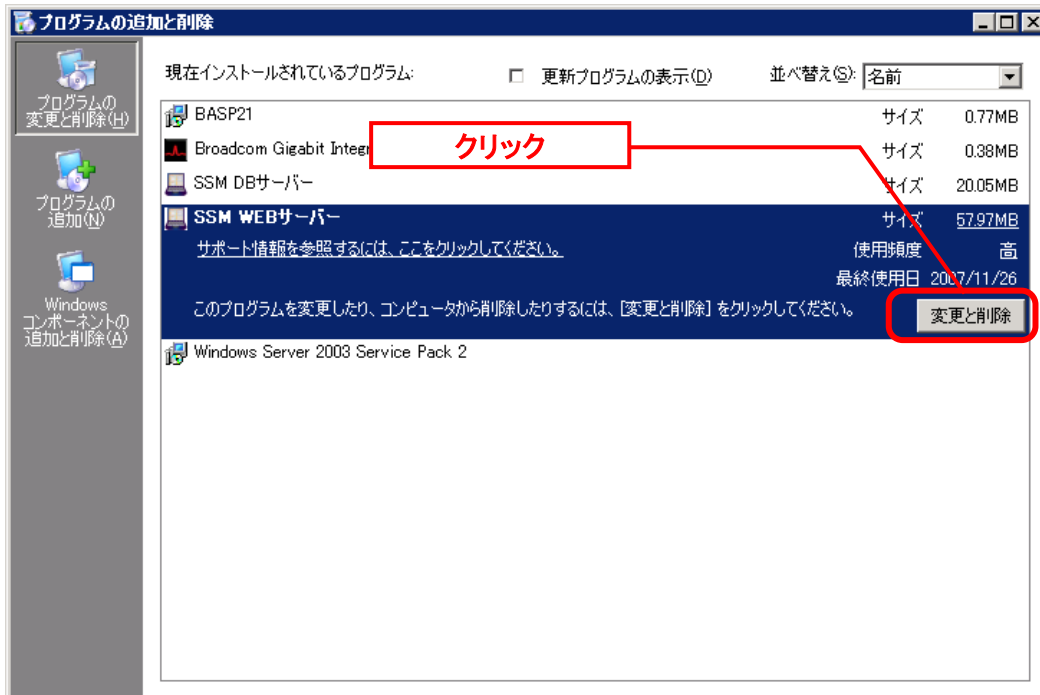 プログラムの追加と削除
現在インストールされているプログラム:
更新プログラムの表示(D)
並べ替え(S):
名前
プログラムの
変更と削除(H)
プログラムの
追加(N)
Windows
コンポーネントの
追加と削除(A)
BASP21 サイズ 0.77MB
Broadcom Gigabit サイズ 0.38MB
クリック
SSM DBサーバー サイズ 20.05MB
SSM WEBサーバー サイズ 57.97MB
サポート情報を参照するには、ここをクリックしてください。 使用頻度 高
最終使用日 2007/11/26
このプログラムを変更したり、コンピュータから削除したりするには、[変更と削除] をクリックしてください。
変更と削除
Windows Server 2003 Service Pack 2